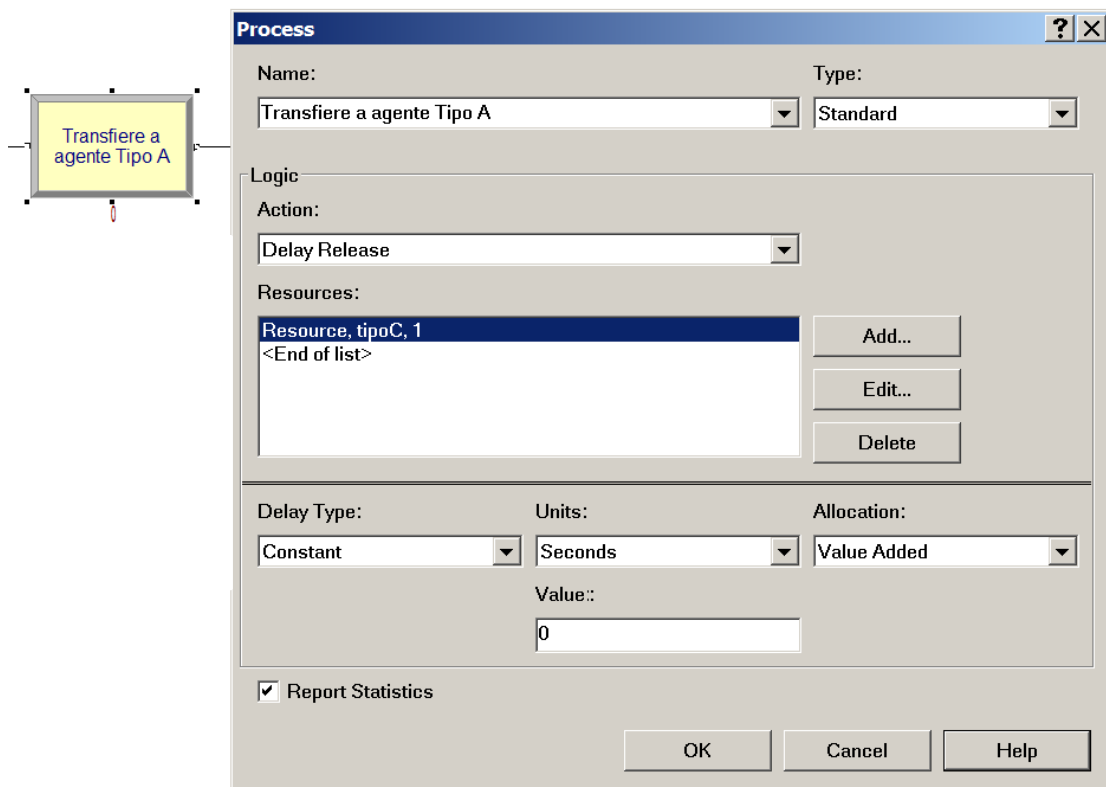 Process
Name:
Type:
Transfiere a agente Tipo A
Standard
Transfiere a
agente Tipo A
0
Logic
Action:
Delay Release
Resources:
Resource, tipoC, 1
<End of list>
Add...
Edit...
Delete
Delay Type:
Units:
Allocation:
Constant
Seconds
Value Added
Value::
0
Report Statistics
OK
Cancel
Help